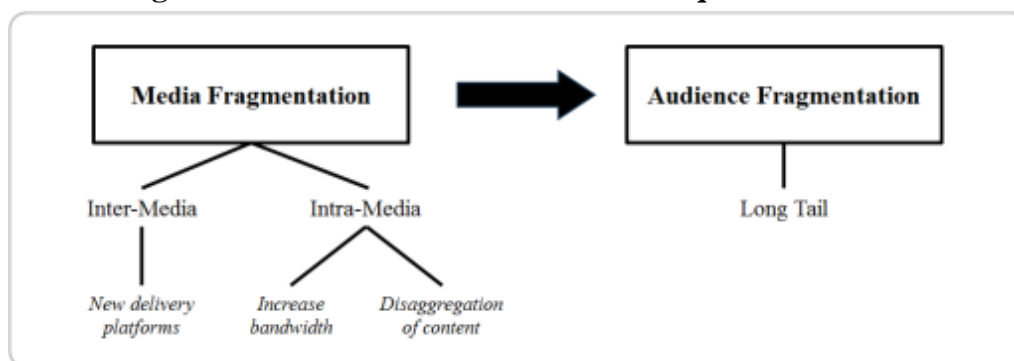 Media Fragmentation
Audience Fragmentation
Inter-Media
Intra-Media
Long Tail
New delivery
platforms
Increase
bandwidth
Disaggregation
of content